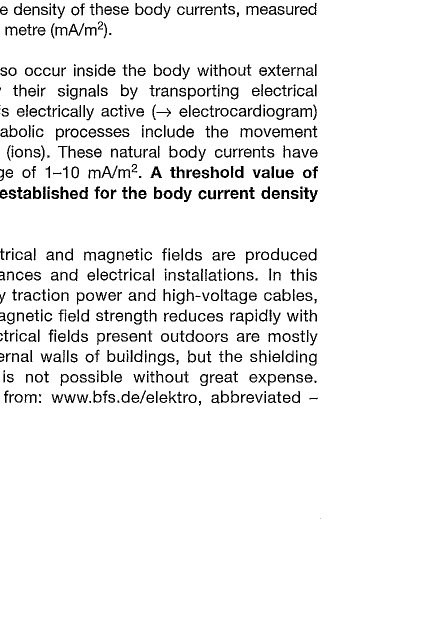 e density of these body currents, measured
metre (mA/m²).
so occur inside the body without external
their signals by transporting electrical
s electrically active (→ electrocardiogram)
abolic processes include the movement
(ions). These natural body currents have
ge of 1–10 mA/m². A threshold value of
established for the body current density
trical and magnetic fields are produced
ances and electrical installations. In this
y traction power and high-voltage cables,
agnetic field strength reduces rapidly with
ctrical fields present outdoors are mostly
ernal walls of buildings, but the shielding
is not possible without great expense.
from: www.bfs.de/elektro, abbreviated –